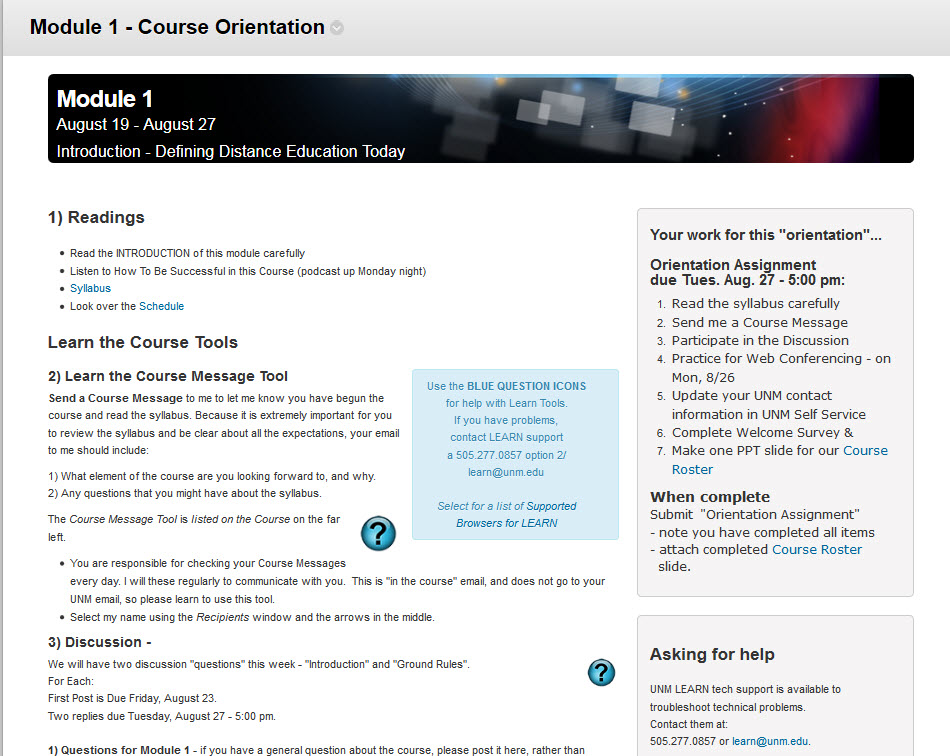 Module 1 - Course Orientation
Module 1
August 19 - August 27
Introduction - Defining Distance Education Today
1) Readings
Read the INTRODUCTION of this module carefully
Listen to How To Be Successful in this Course (podcast up Monday night)
Syllabus
Look over the Schedule
Learn the Course Tools
2) Learn the Course Message Tool
Send a Course Message to me to let me know you have begun the
course and read the syllabus. Because it is extremely important for you
to review the syllabus and be clear about all the expectations, your email
to me should include:
1) What element of the course are you looking forward to, and why.
2) Any questions that you might have about the syllabus.
The Course Message Tool is listed on the Course on the far
left.
?
You are responsible for checking your Course Messages
every day. I will these regularly to communicate with you.  This is "in the course" email, and does not go to your
UNM email, so please learn to use this tool.
Select my name using the Recipients window and the arrows in the middle.
Use the BLUE QUESTION ICONS
for help with Learn Tools.
If you have problems,
contact LEARN support
a 505.277.0857 option 2/
learn@unm.edu
Select for a list of Supported
Browsers for LEARN
3) Discussion -
We will have two discussion "questions" this week - "Introduction" and "Ground Rules".
For Each:
First Post is Due Friday, August 23.
Two replies due Tuesday, August 27 - 5:00 pm.
?
1) Questions for Module 1 - if you have a general question about the course, please post it here, rather than
Your work for this "orientation"...
Orientation Assignment
due Tues. Aug. 27 - 5:00 pm:
1. Read the syllabus carefully
2. Send me a Course Message
3. Participate in the Discussion
4. Practice for Web Conferencing - on
Mon, 8/26
5. Update your UNM contact
information in UNM Self Service
6. Complete Welcome Survey &
7. Make one PPT slide for our Course
Roster
When complete
Submit  "Orientation Assignment"
- note you have completed all items
- attach completed Course Roster
slide.
Asking for help
UNM LEARN tech support is available to
troubleshoot technical problems.
Contact them at:
505.277.0857 or learn@unm.edu.